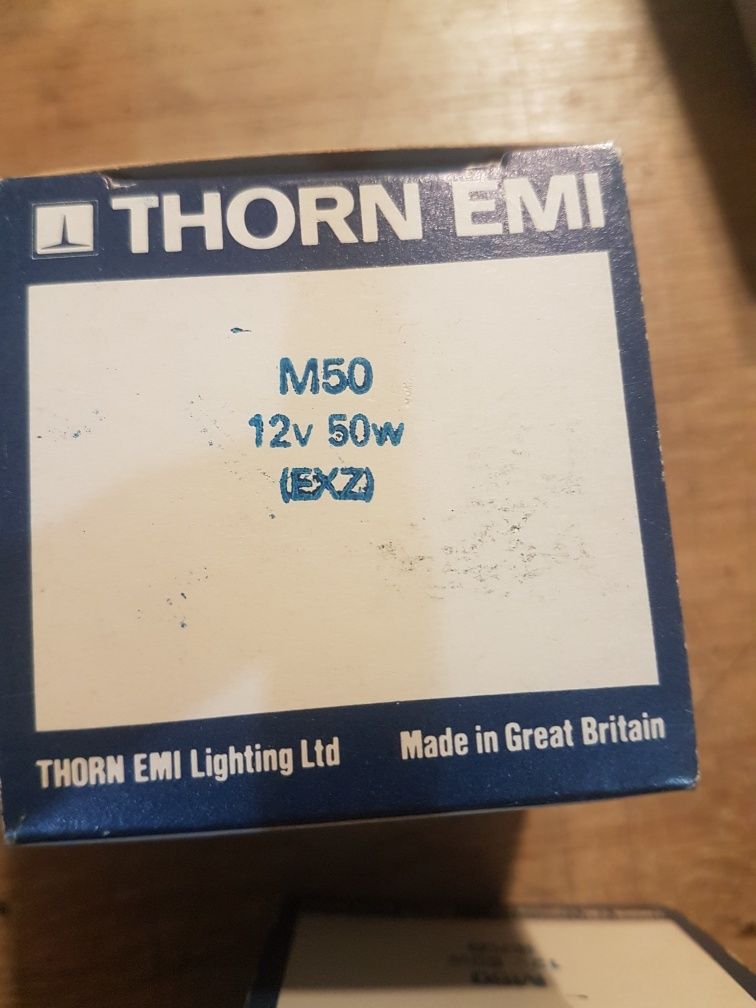 THORN EMI
M50
12v 50w
(EXZ)
THORN EMI Lighting Ltd Made in Great Britain